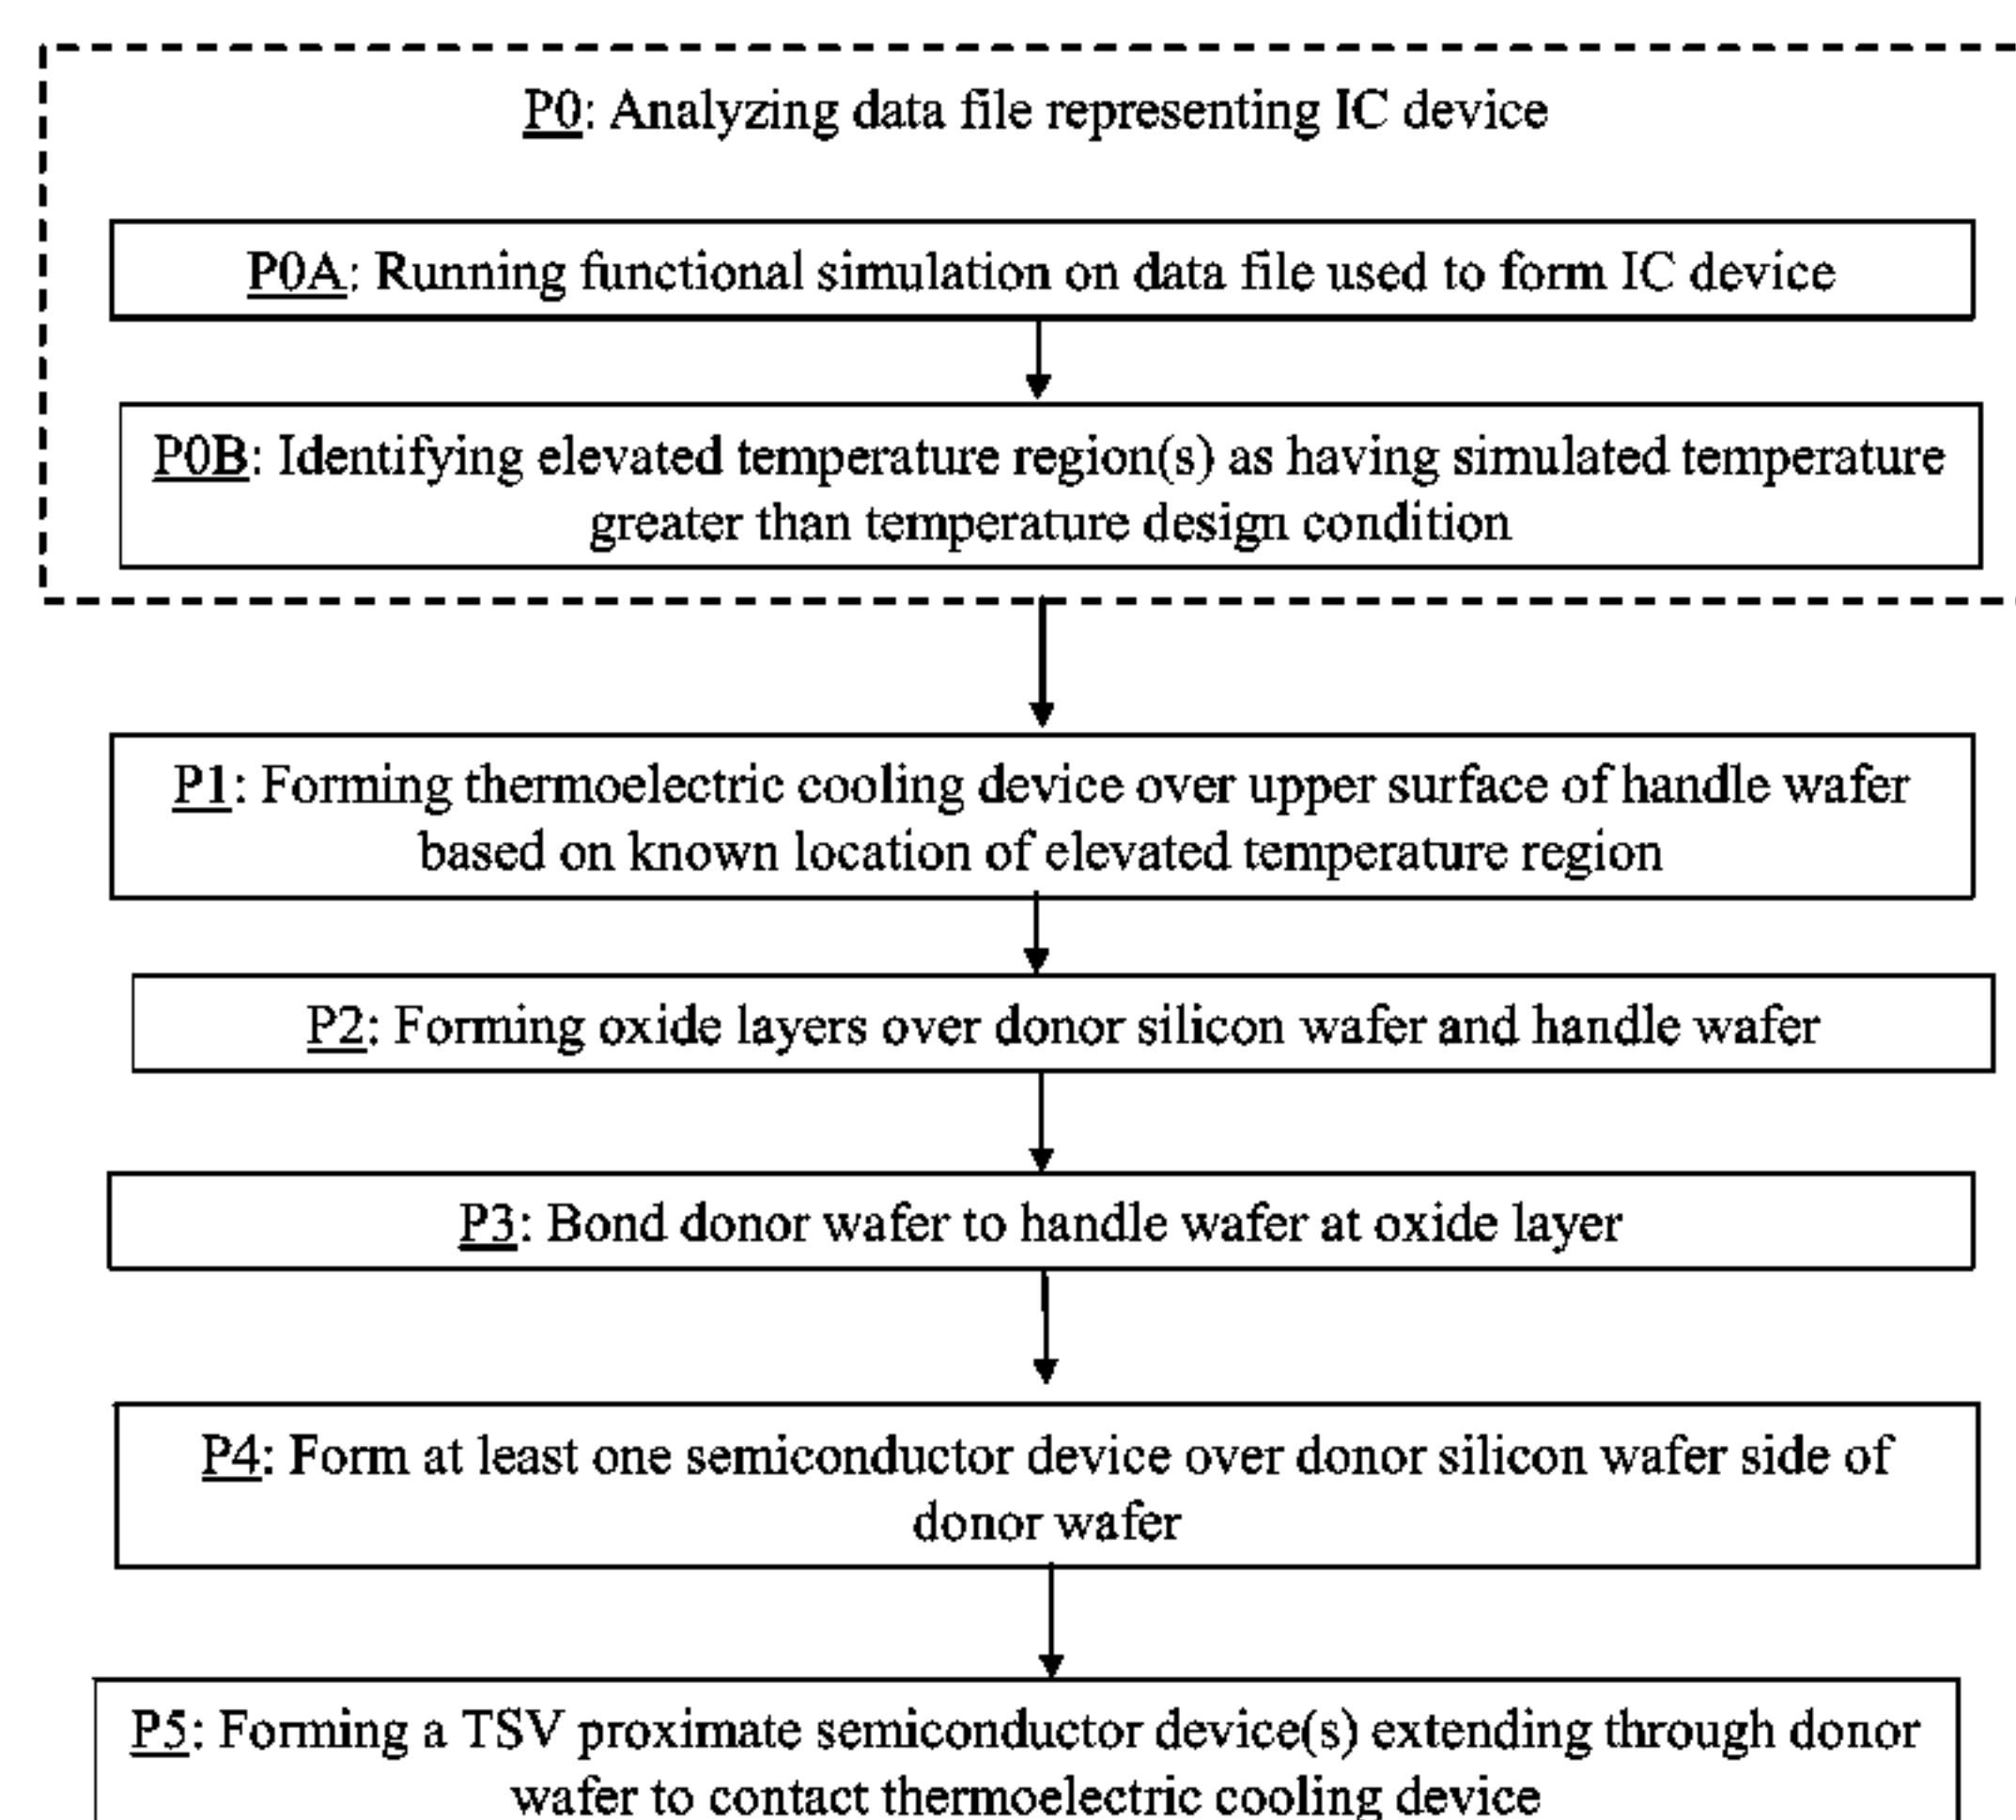 P0: Analyzing data file representing IC device
P0A: Running functional simulation on data file used to form IC device
P0B: Identifying elevated temperature region(s) as having simulated temperature
greater than temperature design condition
P1: Forming thermoelectric cooling device over upper surface of handle wafer
based on known location of elevated temperature region
P2: Forming oxide layers over donor silicon wafer and handle wafer
P3: Bond donor wafer to handle wafer at oxide layer
P4: Form at least one semiconductor device over donor silicon wafer side of
donor wafer
P5: Forming a TSV proximate semiconductor device(s) extending through donor
wafer to contact thermoelectric cooling device